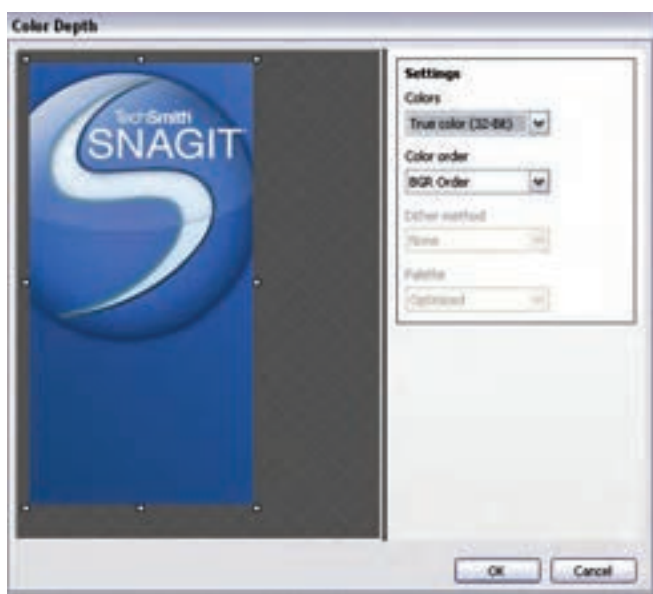 Color Depth
TechSmith
SNAGIT
Settings
Colors
True color (32-Bit)
Color order
BGR Order
Dither method
None
Palette
Optimized
OK
Cancel